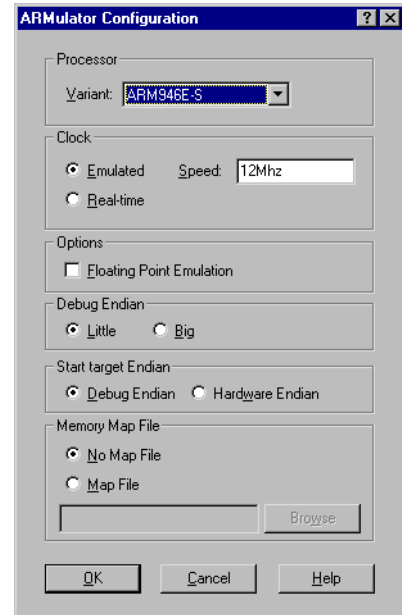 ARMulator Configuration
Processor
Variant: ARM946E-S
Clock
Emulated Speed: 12Mhz
Real-time
Options
Floating Point Emulation
Debug Endian
Little Big
Start target Endian
Debug Endian Hardware Endian
Memory Map File
No Map File
Map File
Browse
OK Cancel Help